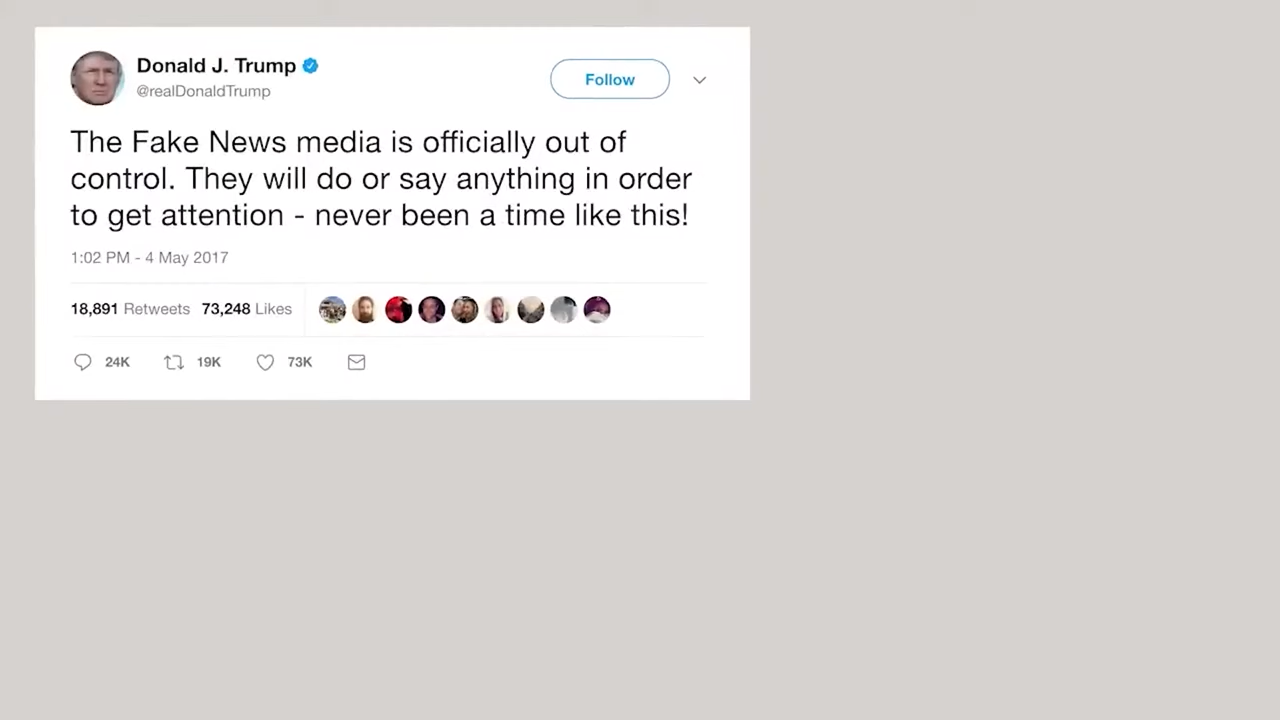 Donald J. Trump
@realDonaldTrump
Follow
The Fake News media is officially out of
control. They will do or say anything in order
to get attention - never been a time like this!
1:02 PM - 4 May 2017
18,891 Retweets 73,248 Likes
24K 19K 73K